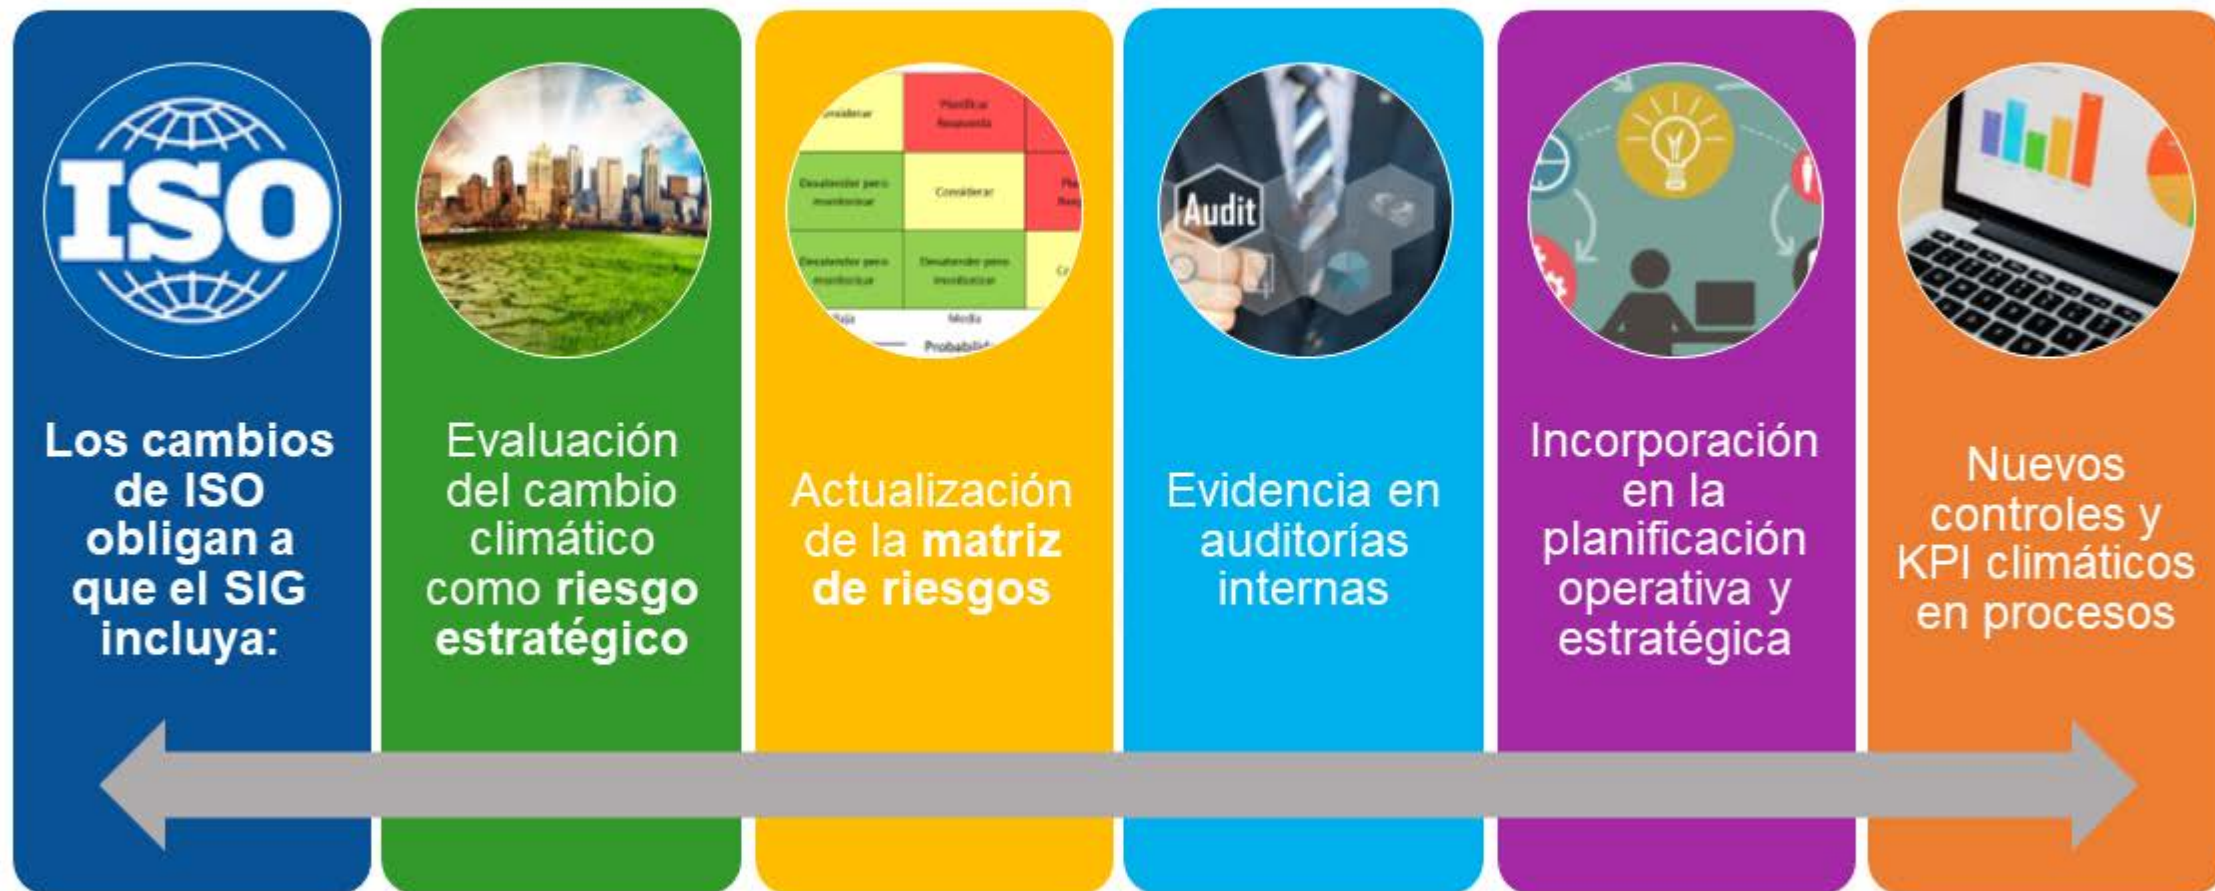 ISO
Los cambios
de ISO
obligan a
que el SIG
incluya:
Evaluación
del cambio
climático
como riesgo
estratégico
Planificar
Respuesta
Desatender pero
monitorizar
Considerar
Desatender pero
monitorizar
Desatender pero
monitorizar
Media
Actualización
de la matriz
de riesgos
Audit
Evidencia en
auditorías
internas
Incorporación
en la
planificación
operativa y
estratégica
Nuevos
controles y
KPI climáticos
en procesos